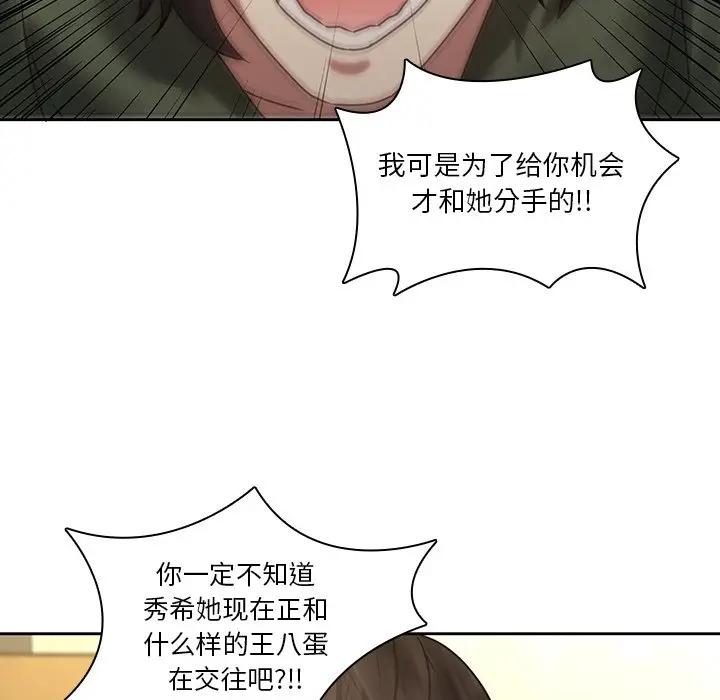 我可是为了给你机会
才和她分手的!!
你一定不知道
秀希她现在正和
什么样的王八蛋
在交往吧?!!